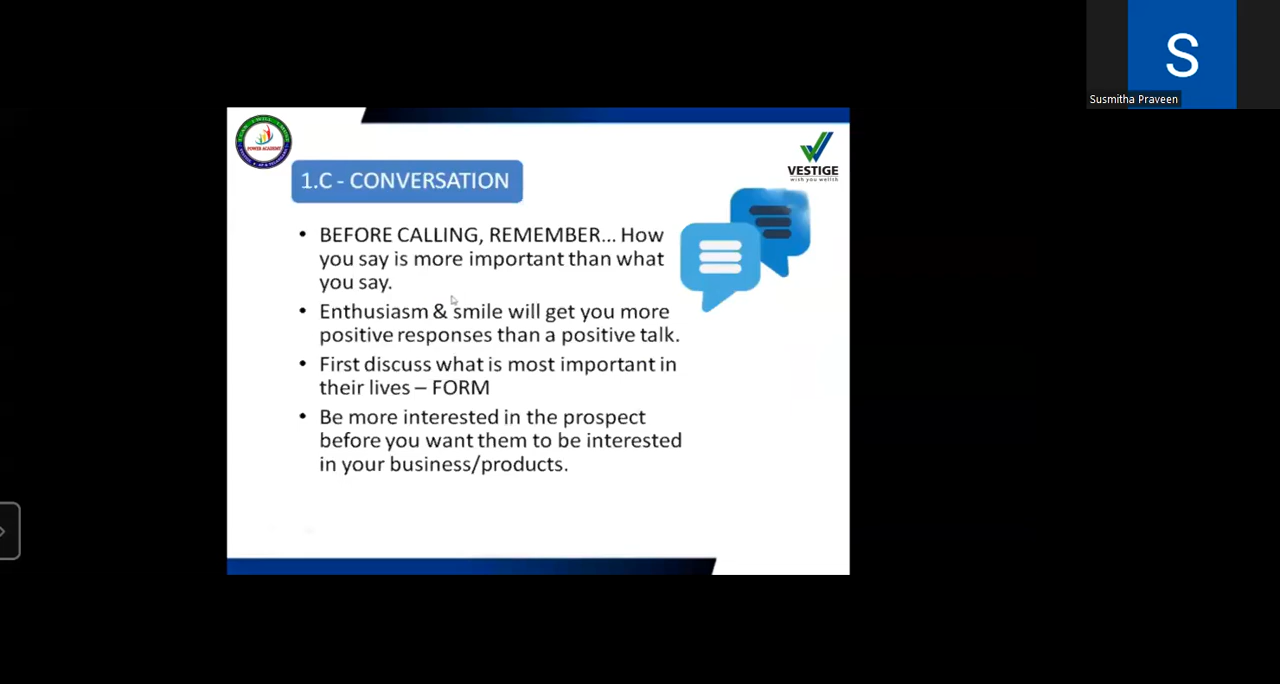 S
Susmitha Praveen
POWER ACADEMY
VESTIGE
with you wellth
1.C - CONVERSATION
• BEFORE CALLING, REMEMBER... How
you say is more important than what
you say.
• Enthusiasm & smile will get you more
positive responses than a positive talk.
• First discuss what is most important in
their lives – FORM
• Be more interested in the prospect
before you want them to be interested
in your business/products.